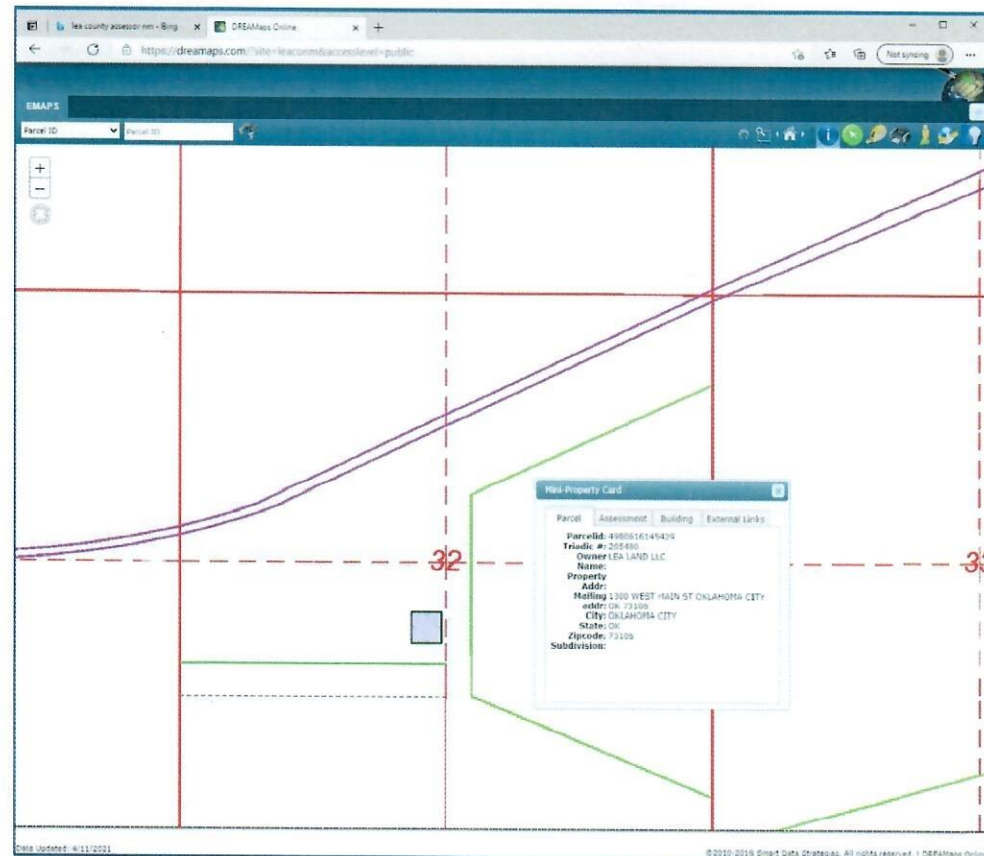 lea county assessor nm - Bing
DREAMaps Online
https://dreamaps.com/?site=leaconm&accesslevel=public
Not syncing
EMAPS
Parcel ID
Parcel ID
32
Mini-Property Card
Parcel Assessment Building External Links
Parcelid: 4980616145429
Triadic #: 205480
Owner LEA LAND LLC
Name:
Property
Addr:
Mailing 1300 WEST MAIN ST OKLAHOMA CITY
addr: OK 73106
City: OKLAHOMA CITY
State: OK
Zipcode: 73106
Subdivision:
Data Updated: 4/11/2021
©2010-2016 Smart Data Strategies. All rights reserved. | DREAMaps Online